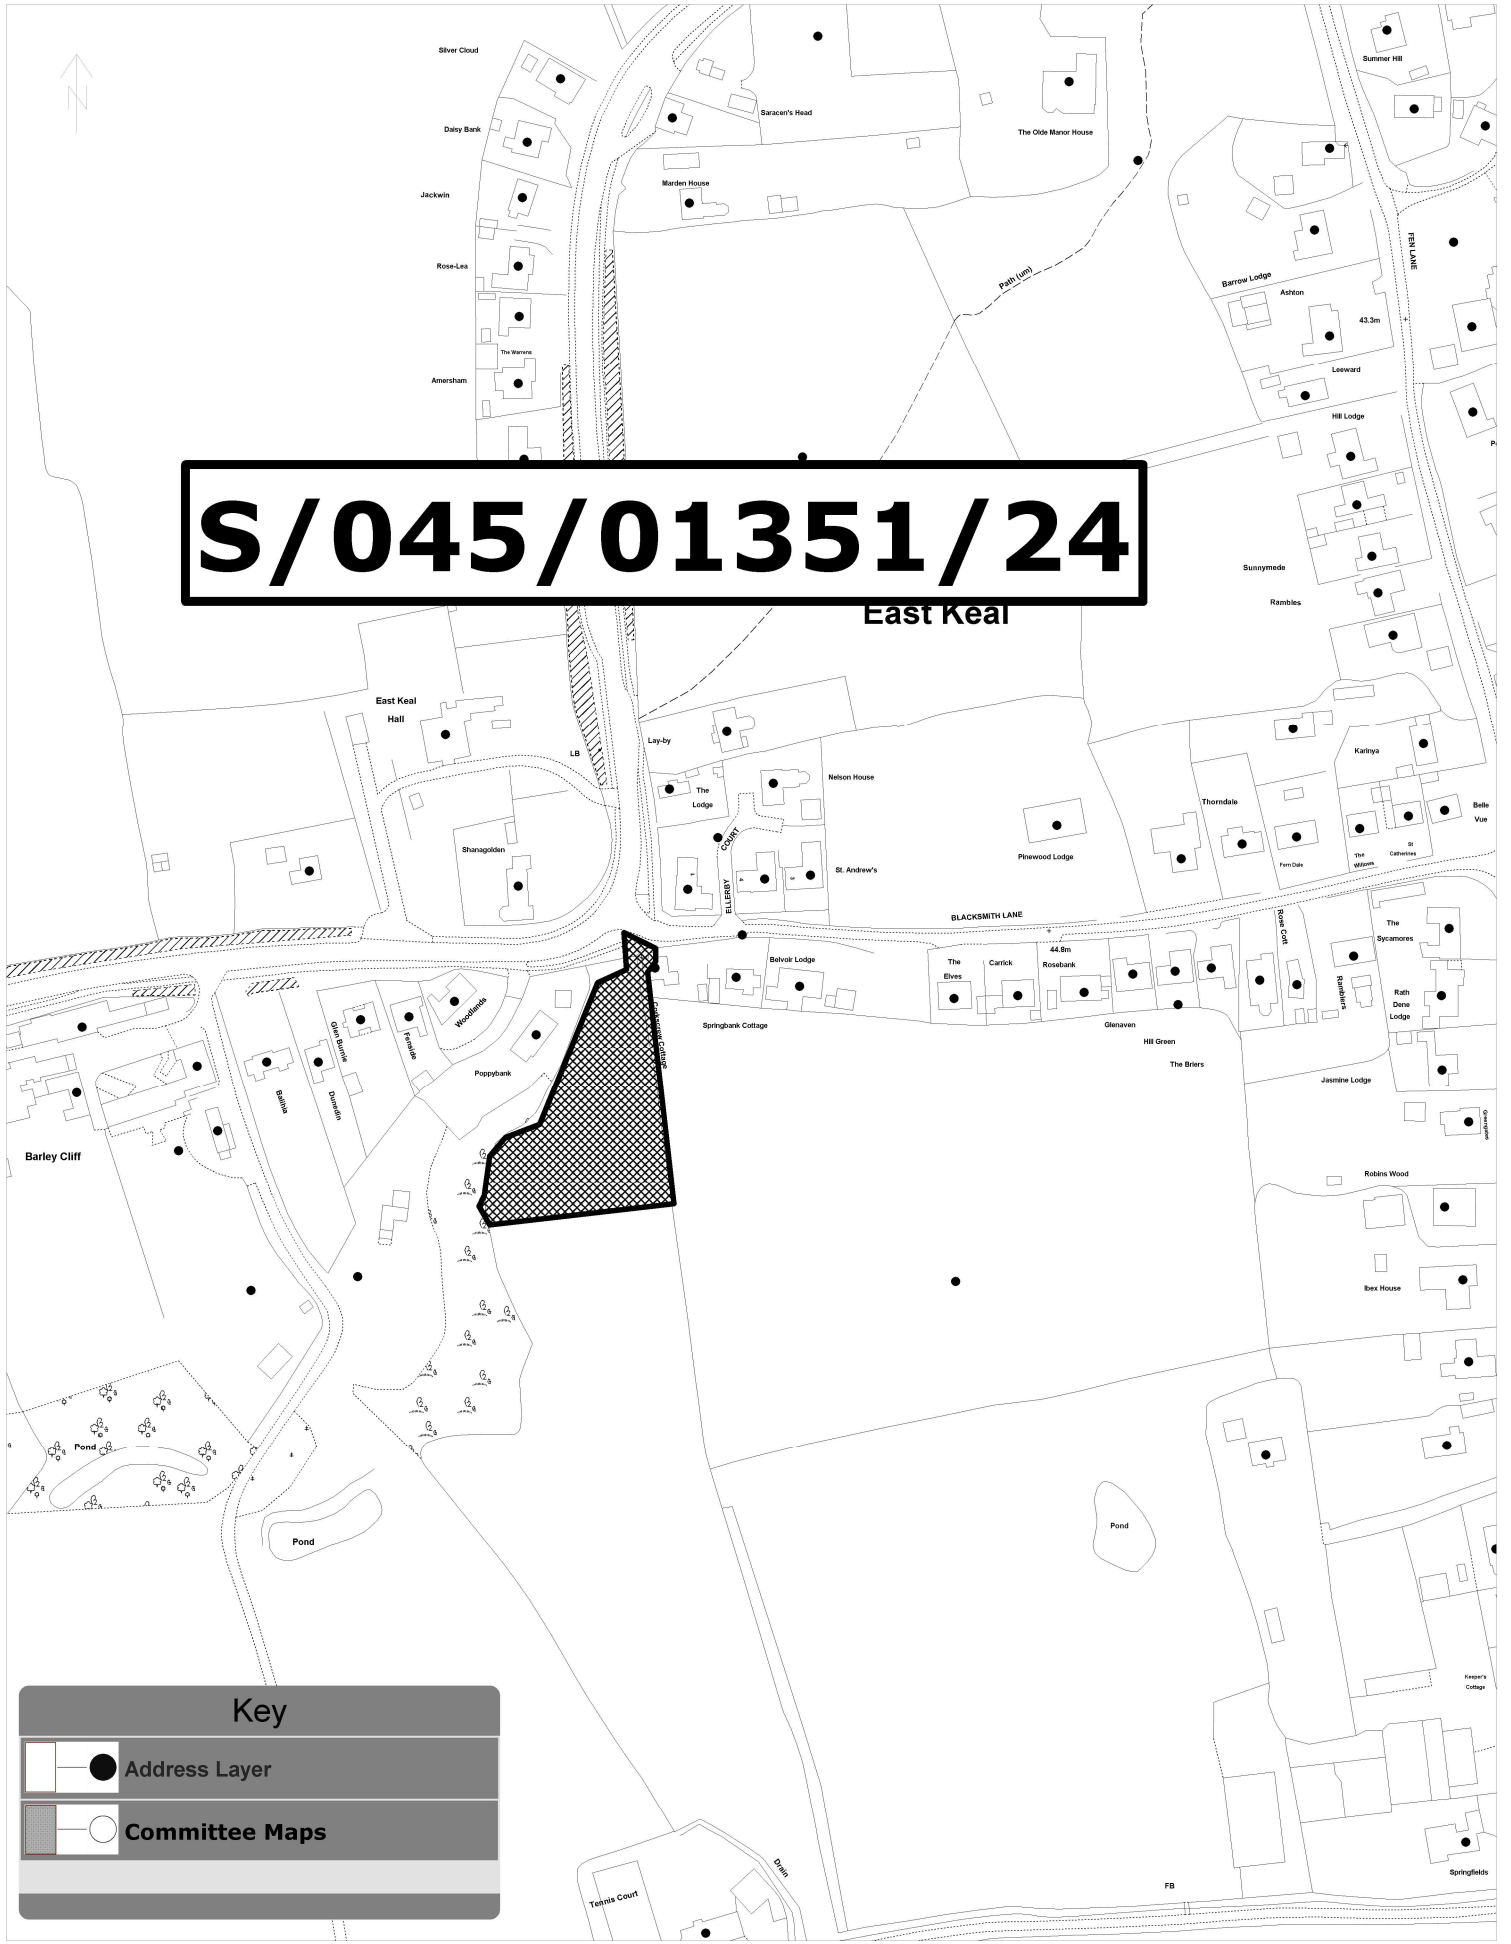 Silver Cloud
Summer Hill
N
Saracen's Head
Daisy Bank
The Olde Manor House
Marden House
Jackwin
FEN LANE
Rose-Lea
Path (um)
Barrow Lodge
Ashton
43.3m
The Warrens
Amersham
Leeward
Hill Lodge
S/045/01351/24
Sunnymede
Rambles
East Keal
East Keal
Hall
Lay-by
LB
Karinya
Nelson House
The
Lodge
Thorndale
Belle
Vue
COURT
Shanagolden
Pinewood Lodge
St
Catherines
The
Willows
Fern Dale
St. Andrew's
1
4
ELLERBY
BLACKSMITH LANE
Rose Cott
The
Sycamores
44.8m
Belvoir Lodge
The
Elves
Carrick
Rosebank
Ramblers
Rath
Dene
Lodge
Woodlands
Glen Burnie
Fenside
Corkscrew Cottage
Springbank Cottage
Glenaven
Hill Green
The Briers
Poppybank
Jasmine Lodge
Balihia
Dunedin
Barley Cliff
Robins Wood
Ibex House
Pond
Pond
Pond
Keeper's
Cottage
Key
Address Layer
Committee Maps
Drain
Tennis Court
Springfields
FB